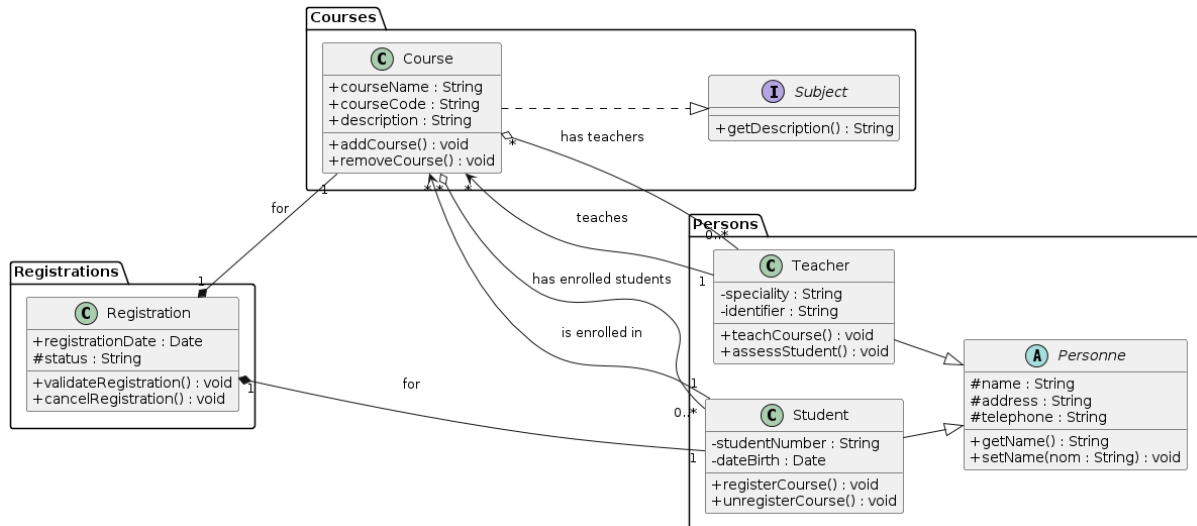 Courses
C Course
+courseName : String
+courseCode : String
+description : String
+addCourse() : void
+removeCourse() : void
I Subject
+getDescription() : String
has teachers
*
1
*
*
*
for
teaches
Persons
0..*
C Teacher
-speciality : String
-identifier : String
+teachCourse() : void
+assessStudent() : void
1
Registrations
1
C Registration
+registrationDate : Date
#status : String
+validateRegistration() : void
+cancelRegistration() : void
1
has enrolled students
is enrolled in
for
A Personne
#name : String
#address : String
#telephone : String
+getName() : String
+setName(nom : String) : void
1
0..*
C Student
-studentNumber : String
-dateBirth : Date
+registerCourse() : void
+unregisterCourse() : void
1